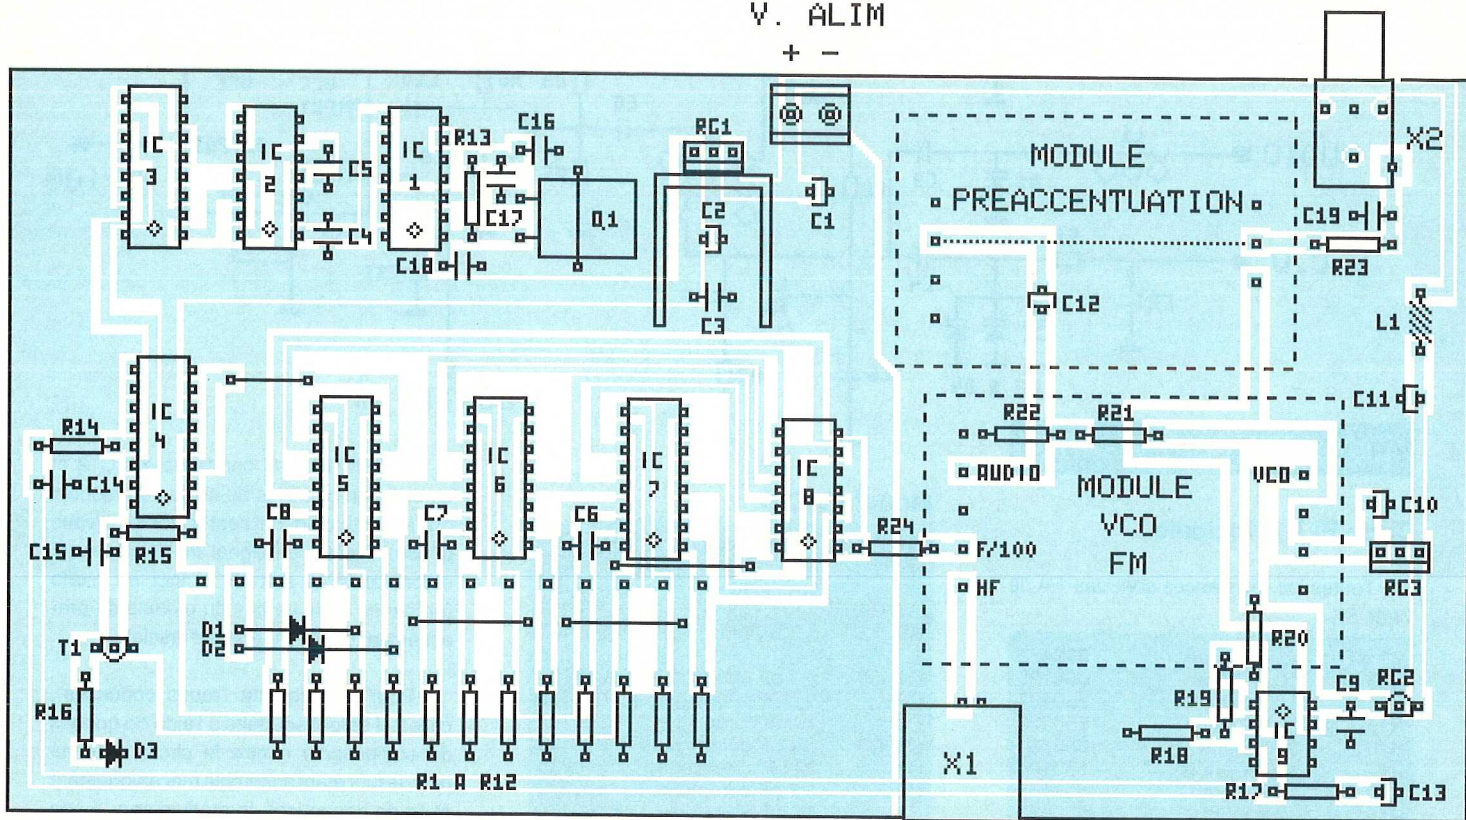 V. ALIM
+ -
IC
3
IC
2
C5
C4
IC
1
R13
C16
C17
C18
Q1
RG1
C2
C3
C1
MODULE
PREACCENTUATION
C12
X2
C19
R23
L1
C11
R14
IC
4
C14
C15
R15
IC
5
C8
IC
6
C7
IC
7
C6
IC
8
R24
R22
R21
AUDIO
VCO
MODULE
VCO
FM
F/100
HF
C10
RG3
T1
D1
D2
R20
R16
D3
R19
C9
RG2
R18
IC
9
R1 A R12
X1
R17
C13